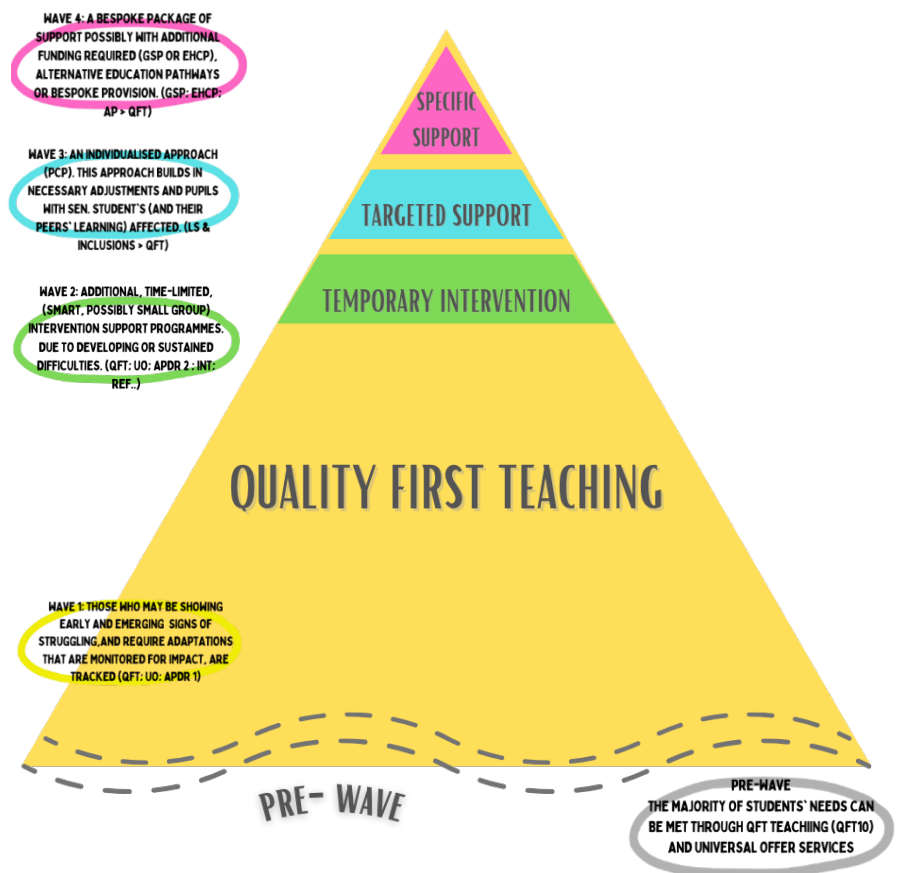 WAVE 4: A BESPOKE PACKAGE OF
SUPPORT POSSIBLY WITH ADDITIONAL
FUNDING REQUIRED (GSP OR EHCP),
ALTERNATIVE EDUCATION PATHWAYS
OR BESPOKE PROVISION. (GSP; EHCP;
AP > QFT)
SPECIFIC
SUPPORT
WAVE 3: AN INDIVIDUALISED APPROACH
(PCP). THIS APPROACH BUILDS IN
NECESSARY ADJUSTMENTS AND PUPILS
WITH SEN. STUDENT`S (AND THEIR
PEERS` LEARNING) AFFECTED. (LS &
INCLUSIONS > QFT)
TARGETED SUPPORT
WAVE 2: ADDITIONAL, TIME-LIMITED,
(SMART, POSSIBLY SMALL GROUP)
INTERVENTION SUPPORT PROGRAMMES.
DUE TO DEVELOPING OR SUSTAINED
DIFFICULTIES. (QFT; UO; APDR 2 ; INT;
REF..)
TEMPORARY INTERVENTION
QUALITY FIRST TEACHING
WAVE 1: THOSE WHO MAY BE SHOWING
EARLY AND EMERGING SIGNS OF
STRUGGLING,AND REQUIRE ADAPTATIONS
THAT ARE MONITORED FOR IMPACT, ARE
TRACKED (QFT; UO: APDR 1)
PRE- WAVE
PRE-WAVE
THE MAJORITY OF STUDENTS` NEEDS CAN
BE MET THROUGH QFT TEACHIING (QFT10)
AND UNIVERSAL OFFER SERVICES